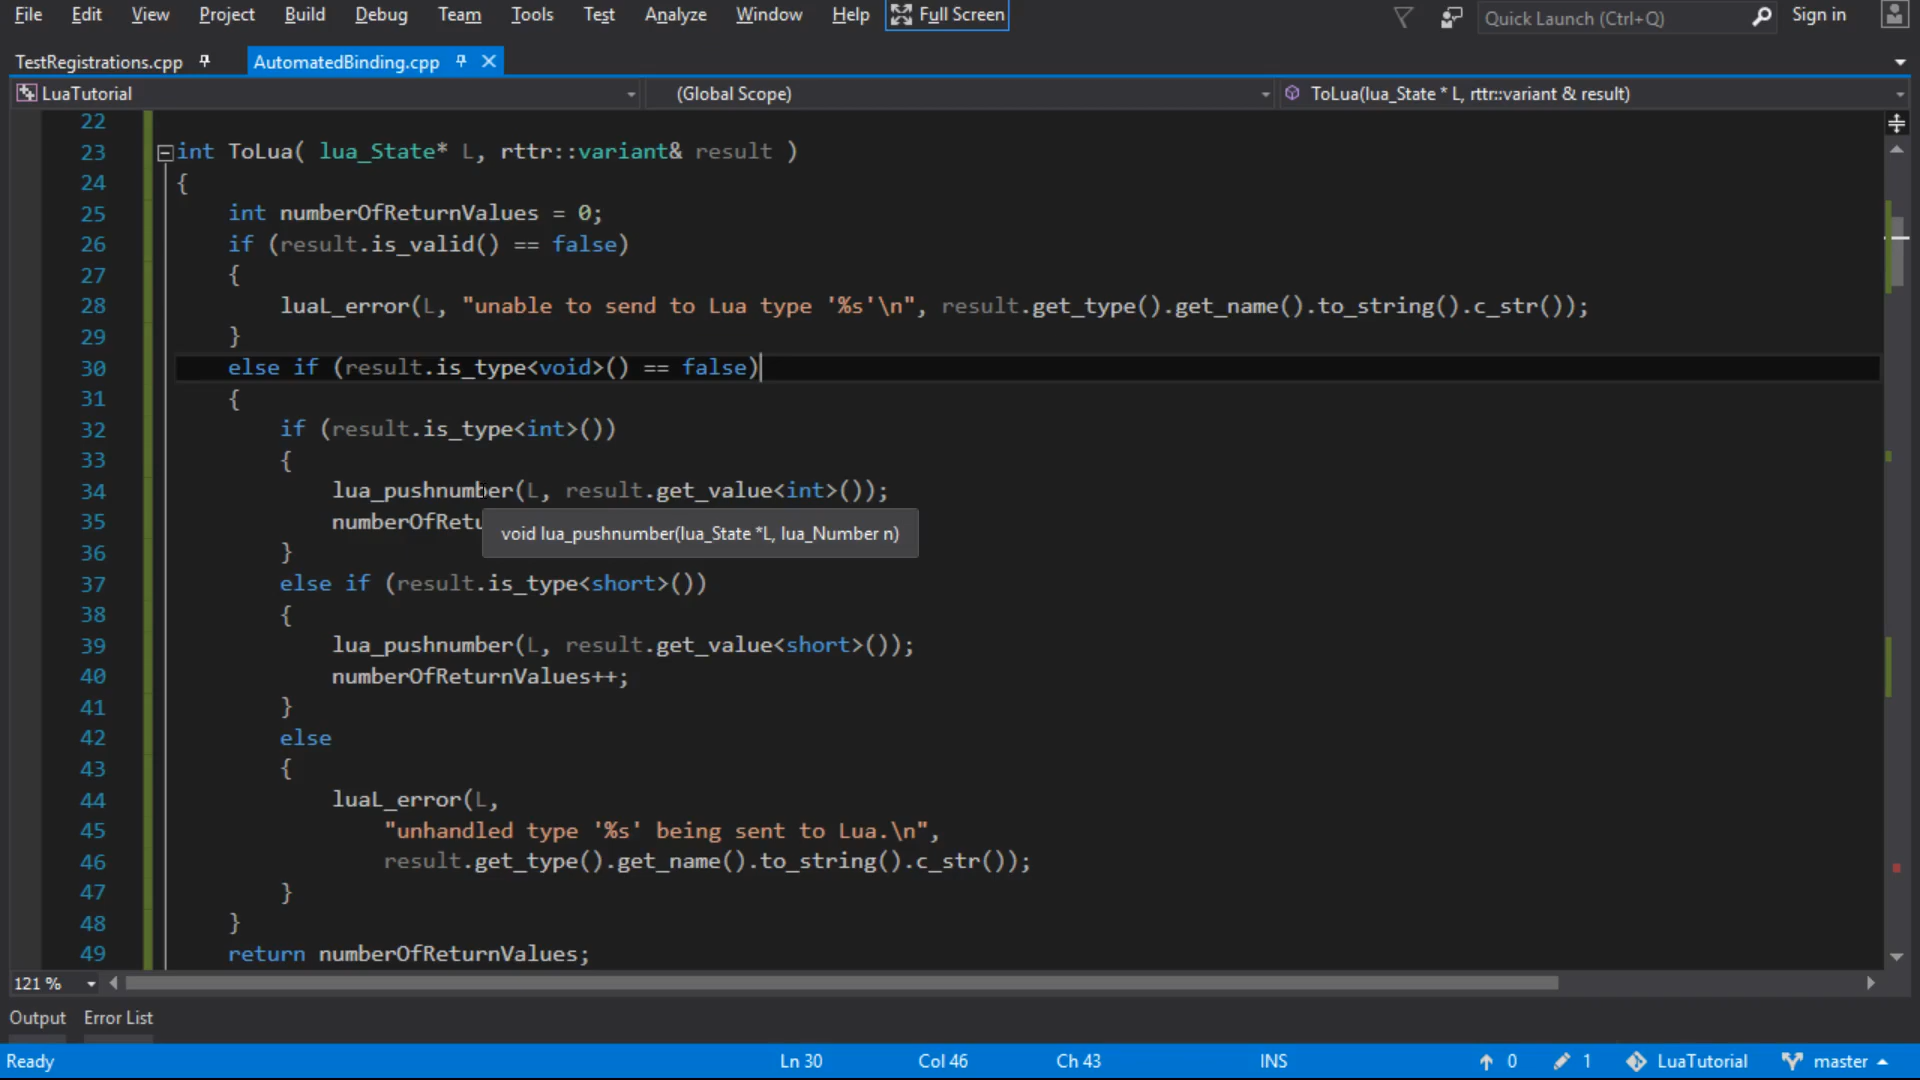 File Edit View Project Build Debug Team Tools Test Analyze Window Help Full Screen Quick Launch (Ctrl+Q) Sign in
TestRegistrations.cpp AutomatedBinding.cpp
LuaTutorial (Global Scope) ToLua(lua_State * L, rttr::variant & result)
22
23 int ToLua( lua_State* L, rttr::variant& result )
24 {
25 int numberOfReturnValues = 0;
26 if (result.is_valid() == false)
27 {
28 luaL_error(L, "unable to send to Lua type '%s'\n", result.get_type().get_name().to_string().c_str());
29 }
30 else if (result.is_type<void>() == false)
31 {
32 if (result.is_type<int>())
33 {
34 lua_pushnumber(L, result.get_value<int>());
35 numberOfRetu
void lua_pushnumber(lua_State *L, lua_Number n)
36 }
37 else if (result.is_type<short>())
38 {
39 lua_pushnumber(L, result.get_value<short>());
40 numberOfReturnValues++;
41 }
42 else
43 {
44 luaL_error(L,
45 "unhandled type '%s' being sent to Lua.\n",
46 result.get_type().get_name().to_string().c_str());
47 }
48 }
49 return numberOfReturnValues;
121 %
Output Error List
Ready Ln 30 Col 46 Ch 43 INS 0 1 LuaTutorial master